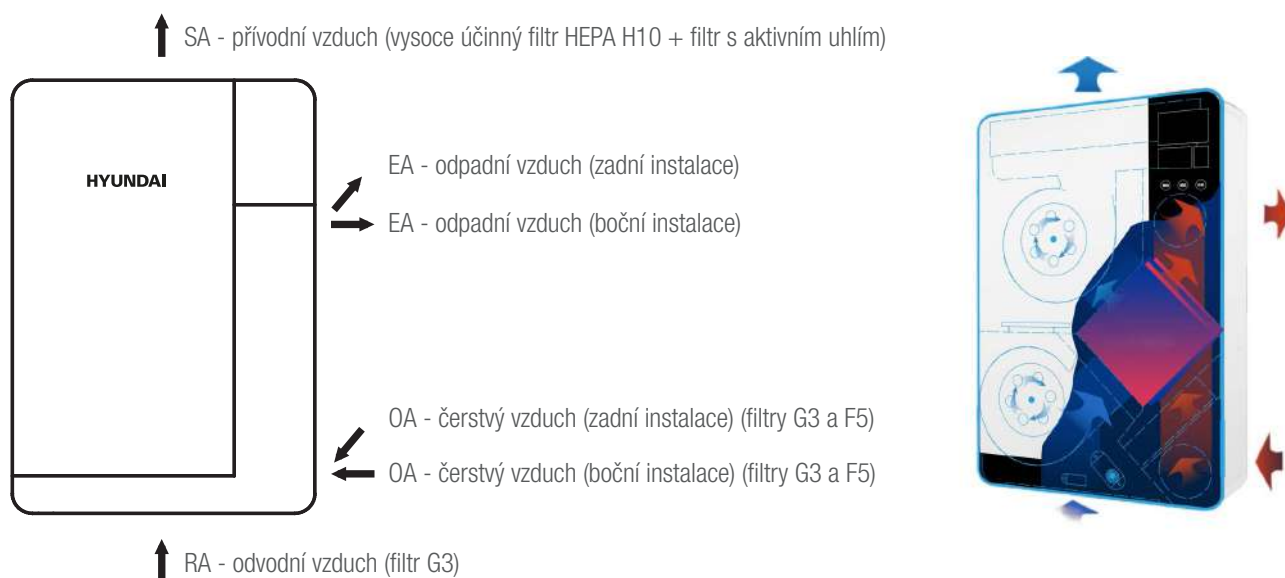 SA - přívodní vzduch (vysoce účinný filtr HEPA H10 + filtr s aktivním uhlím)
HYUNDAI
EA - odpadní vzduch (zadní instalace)
EA - odpadní vzduch (boční instalace)
OA - čerstvý vzduch (zadní instalace) (filtry G3 a F5)
OA - čerstvý vzduch (boční instalace) (filtry G3 a F5)
RA - odvodní vzduch (filtr G3)